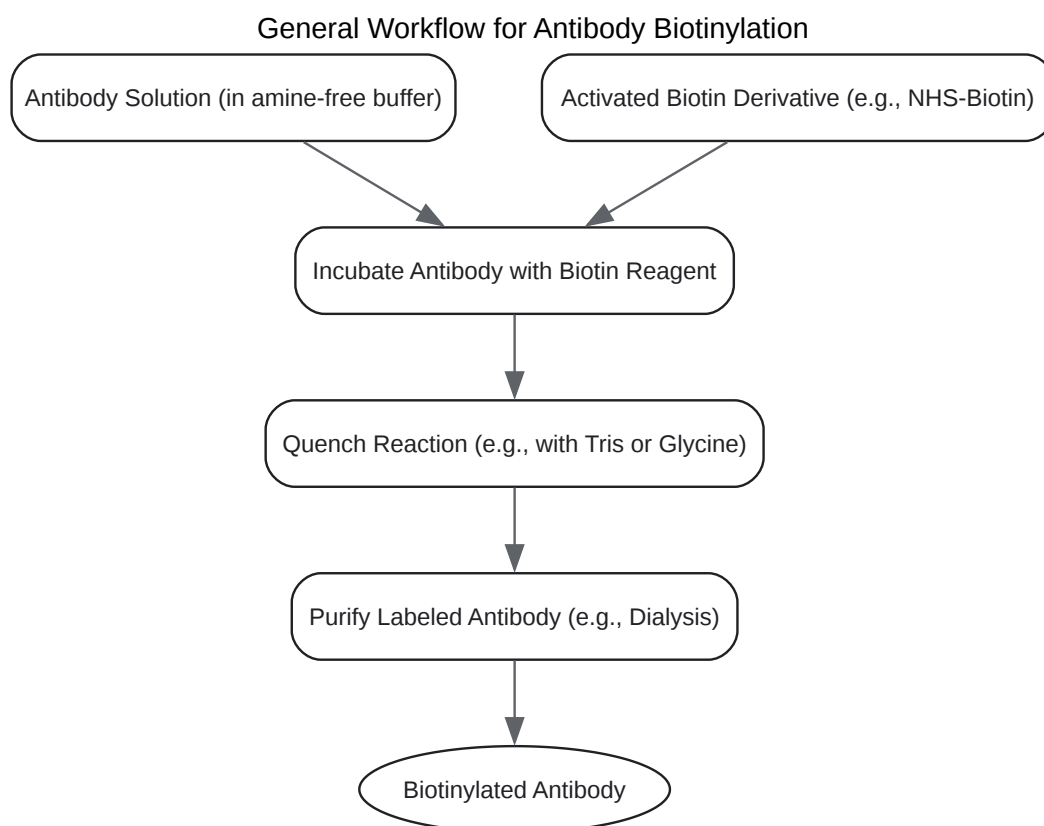 General Workflow for Antibody Biotinylation
Antibody Solution (in amine-free buffer)
Activated Biotin Derivative (e.g., NHS-Biotin)
Incubate Antibody with Biotin Reagent
Quench Reaction (e.g., with Tris or Glycine)
Purify Labeled Antibody (e.g., Dialysis)
Biotinylated Antibody